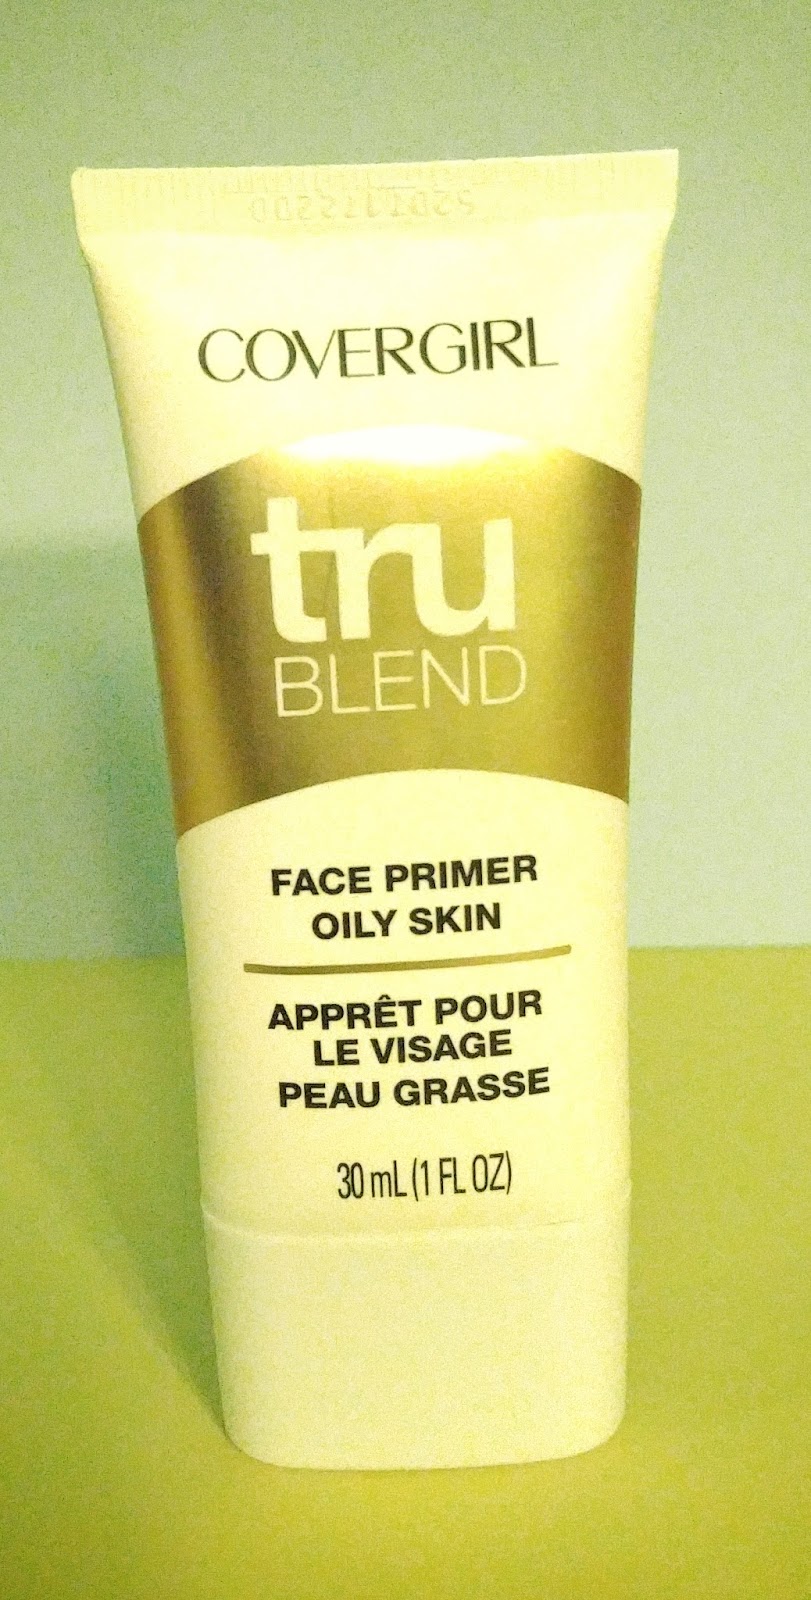 COVERGIRL
tru
BLEND
FACE PRIMER
OILY SKIN
APPRÊT POUR
LE VISAGE
PEAU GRASSE
30 mL (1 FL OZ)